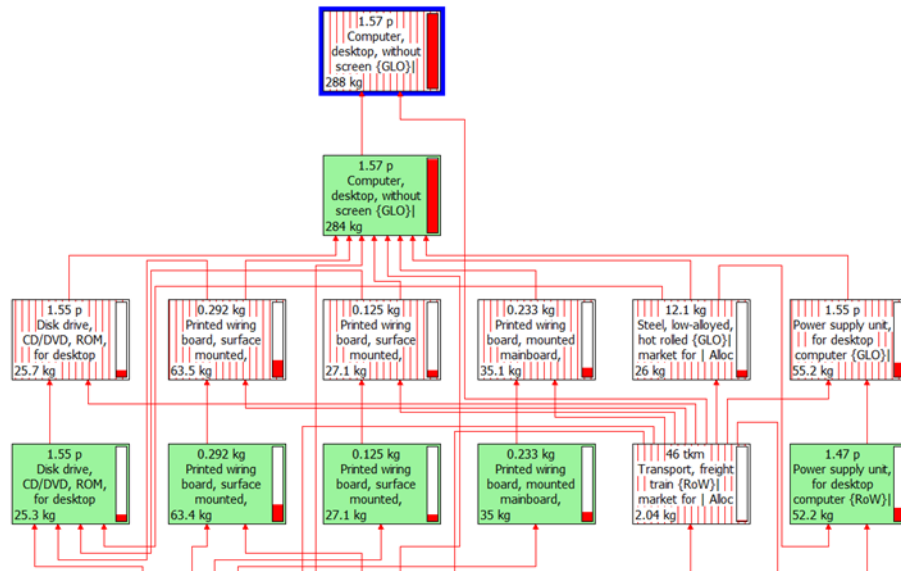 1.57 p
Computer,
desktop, without
screen {GLO}|
288 kg
1.57 p
Computer,
desktop, without
screen {GLO}|
284 kg
1.55 p
Disk drive,
CD/DVD, ROM,
for desktop
25.7 kg
0.292 kg
Printed wiring
board, surface
mounted,
63.5 kg
0.125 kg
Printed wiring
board, surface
mounted,
27.1 kg
0.233 kg
Printed wiring
board, mounted
mainboard,
35.1 kg
12.1 kg
Steel, low-alloyed,
hot rolled {GLO}|
market for | Alloc
26 kg
1.55 p
Power supply unit,
for desktop
computer {GLO}|
55.2 kg
1.55 p
Disk drive,
CD/DVD, ROM,
for desktop
25.3 kg
0.292 kg
Printed wiring
board, surface
mounted,
63.4 kg
0.125 kg
Printed wiring
board, surface
mounted,
27.1 kg
0.233 kg
Printed wiring
board, mounted
mainboard,
35 kg
46 tkm
Transport, freight
train {RoW}|
market for | Alloc
2.04 kg
1.47 p
Power supply unit,
for desktop
computer {RoW}|
52.2 kg